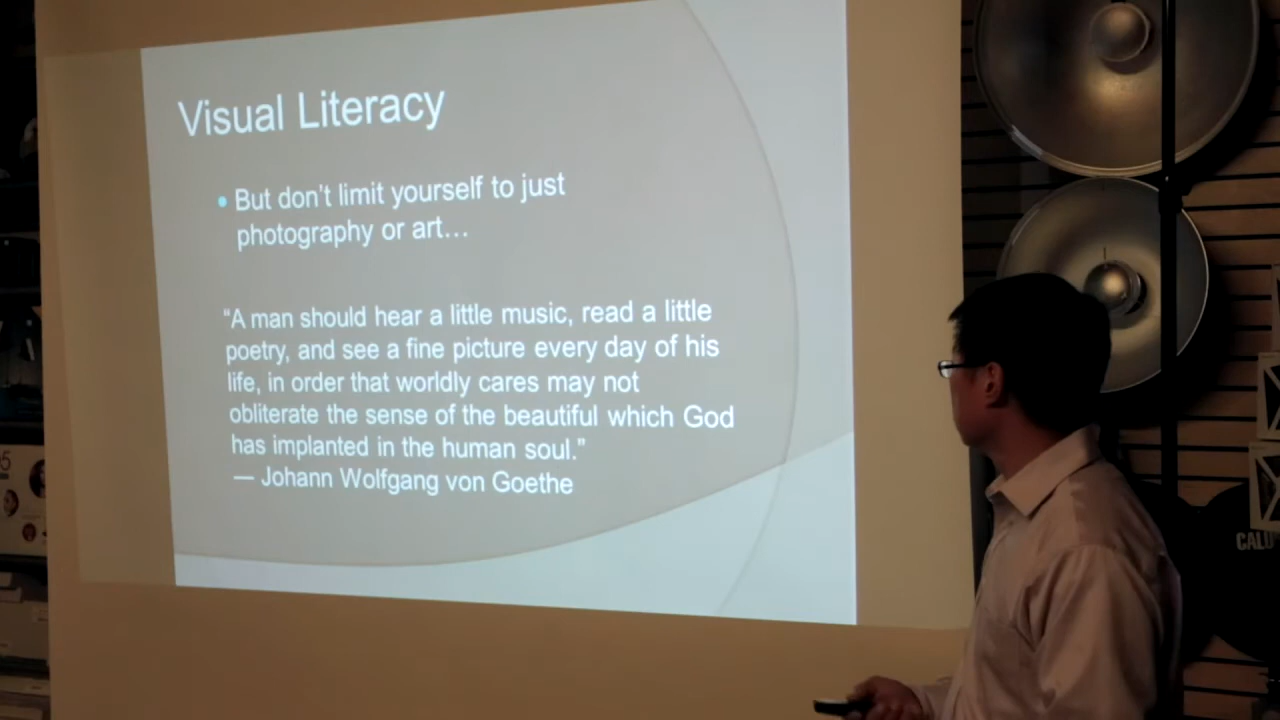 Visual Literacy
• But don't limit yourself to just
photography or art…
“A man should hear a little music, read a little
poetry, and see a fine picture every day of his
life, in order that worldly cares may not
obliterate the sense of the beautiful which God
has implanted in the human soul.”
— Johann Wolfgang von Goethe
CALU